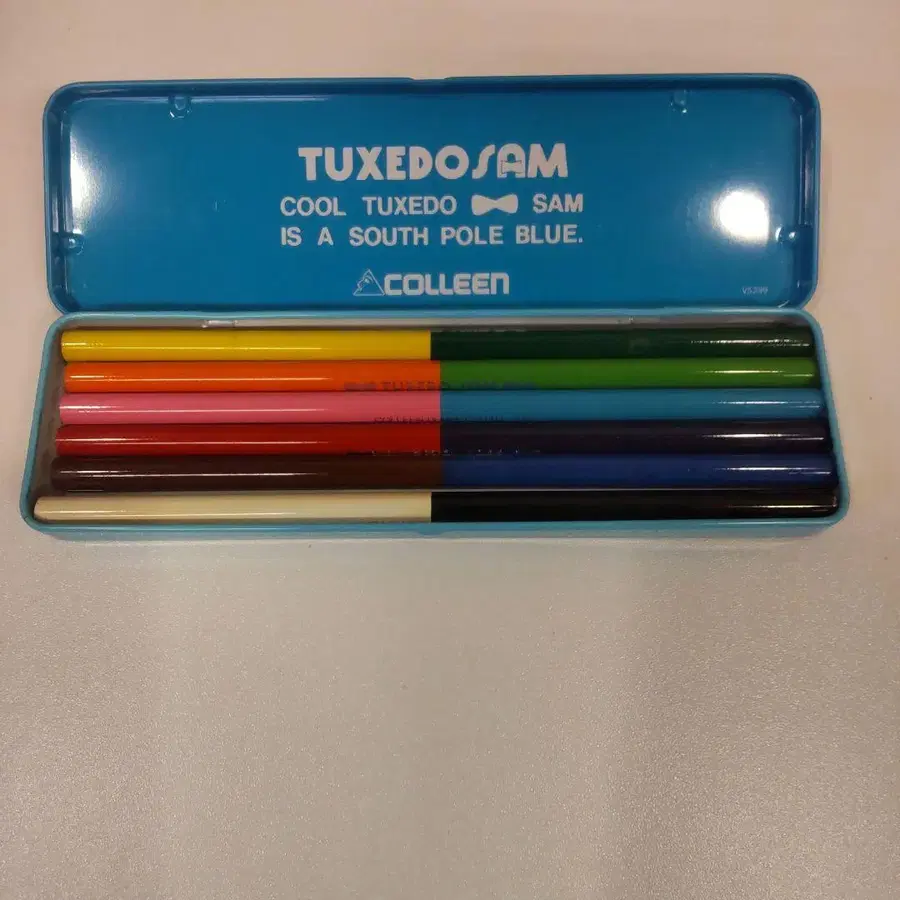 TUXEDOSAM
COOL TUXEDO SAM
IS A SOUTH POLE BLUE.
COLLEEN